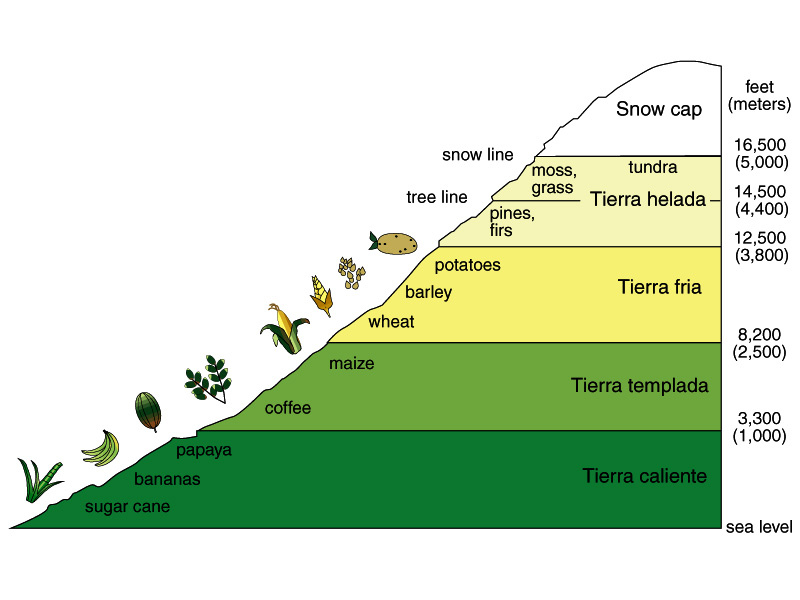 feet
(meters)
Snow cap
16,500
(5,000)
snow line
moss,
grass
tundra
tree line
Tierra helada
14,500
(4,400)
pines,
firs
12,500
(3,800)
potatoes
barley
Tierra fria
wheat
8,200
(2,500)
maize
Tierra templada
coffee
3,300
(1,000)
papaya
bananas
Tierra caliente
sugar cane
sea level